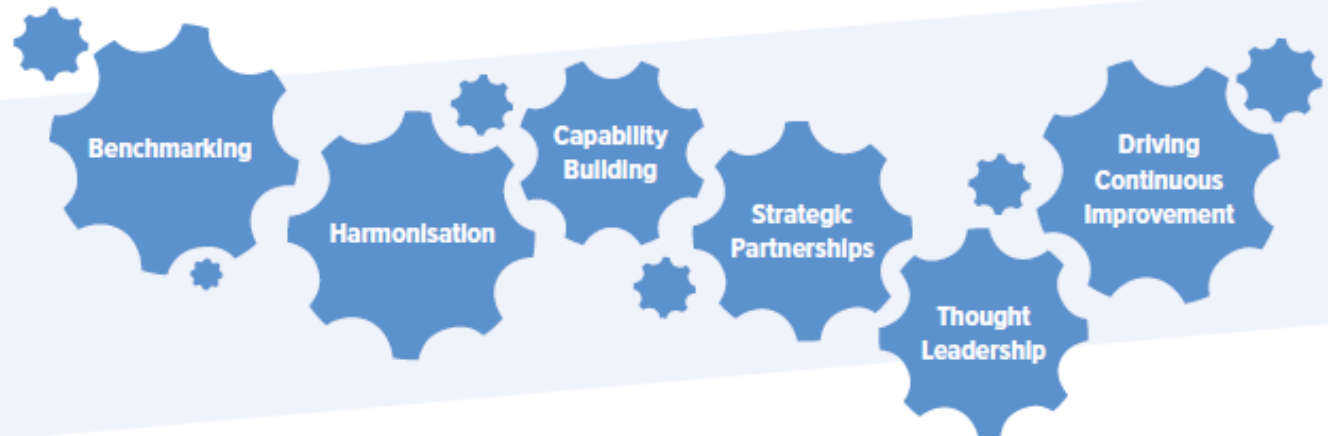 Benchmarking
Harmonisation
Capability
Building
Strategic
Partnerships
Thought
Leadership
Driving
Continuous
Improvement